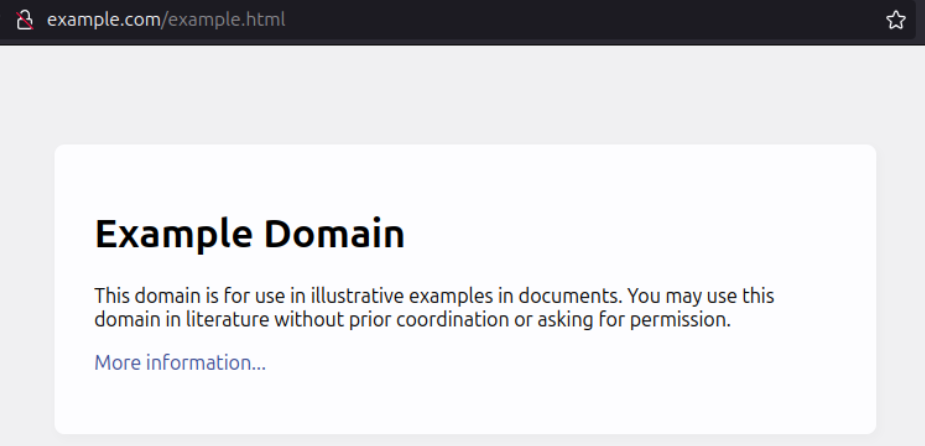 example.com/example.html
Example Domain
This domain is for use in illustrative examples in documents. You may use this
domain in literature without prior coordination or asking for permission.
More information...